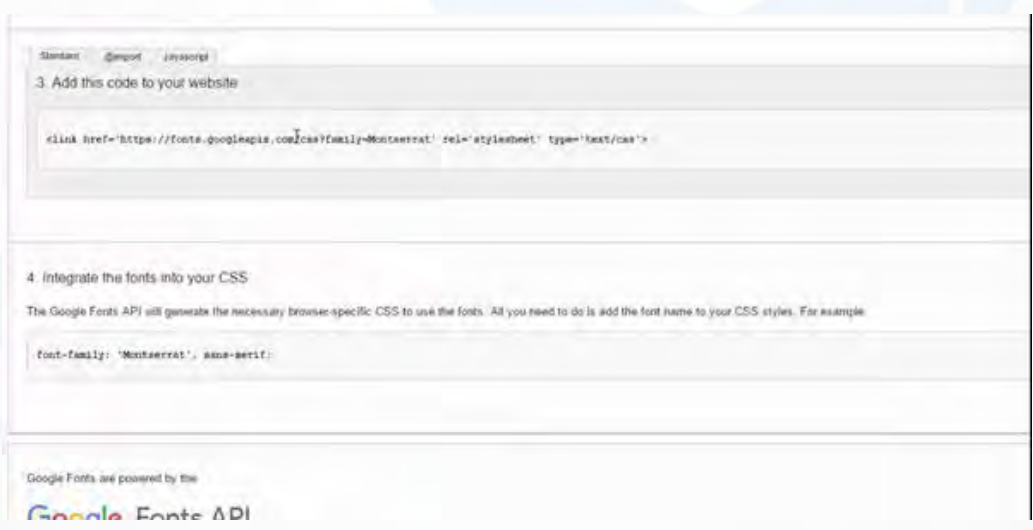 Standard @import Javascript
3. Add this code to your website
<link href='https://fonts.googleapis.com/css?family=Montserrat' rel='stylesheet' type='text/css'>
4. Integrate the fonts into your CSS
The Google Fonts API will generate the necessary browser-specific CSS to use the fonts. All you need to do is add the font name to your CSS styles. For example:
font-family: 'Montserrat', sans-serif;
Google Fonts are powered by the
Google Fonts API